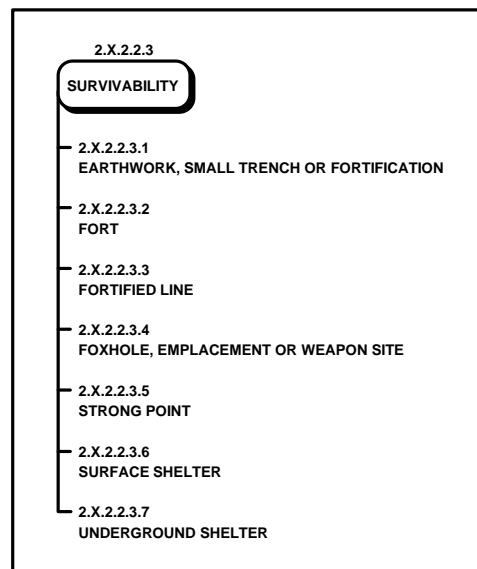 2.X.2.2.3
SURVIVABILITY
2.X.2.2.3.1
EARTHWORK, SMALL TRENCH OR FORTIFICATION
2.X.2.2.3.2
FORT
2.X.2.2.3.3
FORTIFIED LINE
2.X.2.2.3.4
FOXHOLE, EMPLACEMENT OR WEAPON SITE
2.X.2.2.3.5
STRONG POINT
2.X.2.2.3.6
SURFACE SHELTER
2.X.2.2.3.7
UNDERGROUND SHELTER